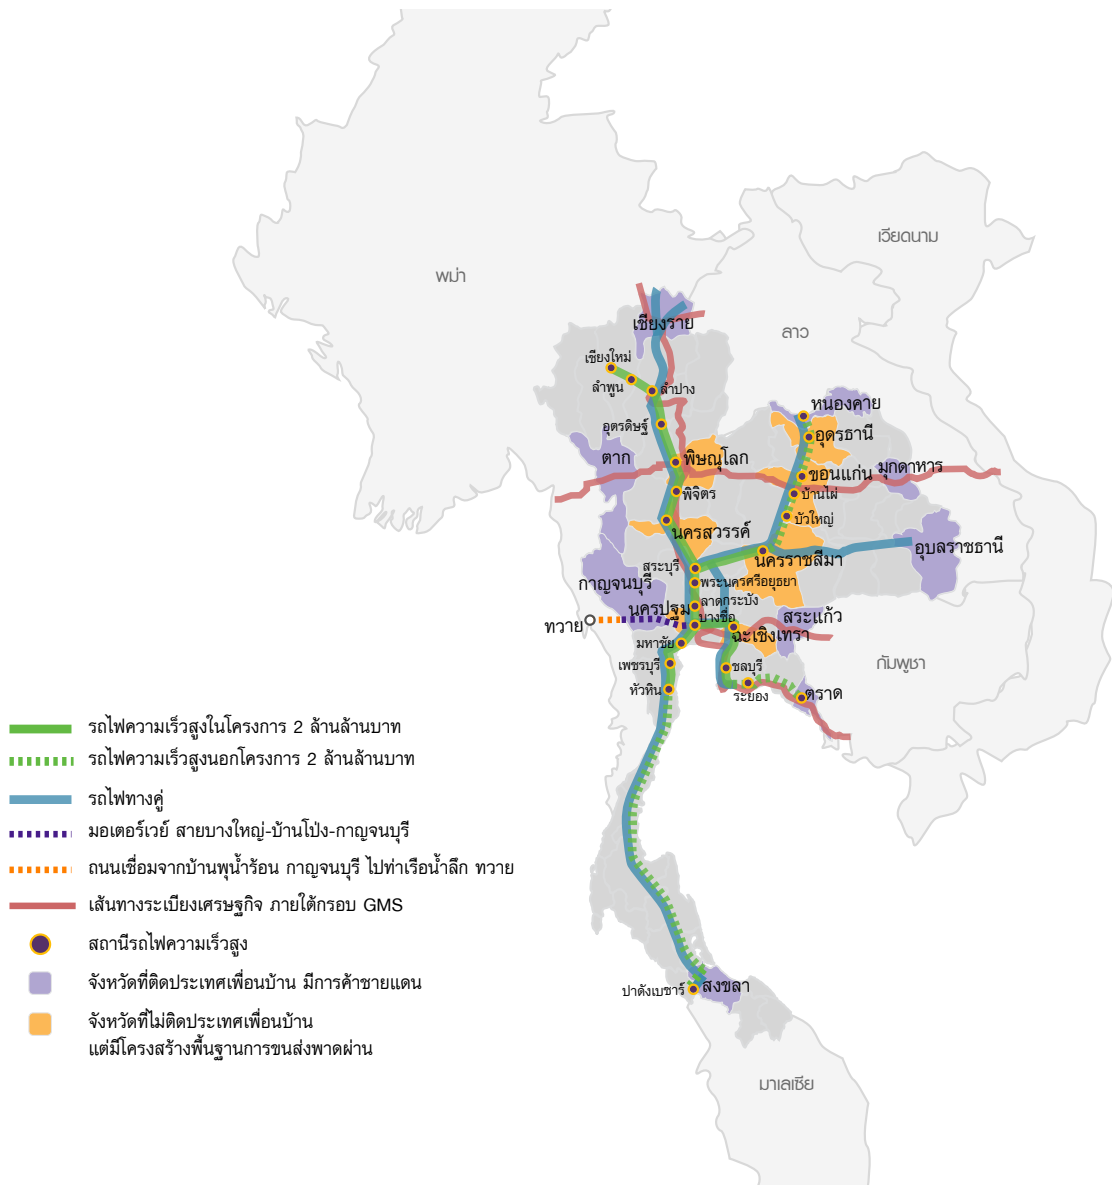 เวียดนาม
พม่า
ลาว
เชียงราย
เชียงใหม่
ลำพูน
ลำปาง
หนองคาย
อุตรดิษฐ์
อุดรธานี
ตาก
พิษณุโลก
ขอนแก่น
มุกดาหาร
พิจิตร
บ้านไผ่
บัวใหญ่
นครสวรรค์
อุบลราชธานี
นครราชสีมา
สระบุรี
กาญจนบุรี
พระนครศรีอยุธยา
ลาดกระบัง
นครปฐม
บางซื่อ
สระแก้ว
ทวาย
ฉะเชิงเทรา
มหาชัย
กัมพูชา
เพชรบุรี
ชลบุรี
หัวหิน
ระยอง
ตราด
รถไฟความเร็วสูงในโครงการ 2 ล้านล้านบาท
รถไฟความเร็วสูงนอกโครงการ 2 ล้านล้านบาท
รถไฟทางคู่
มอเตอร์เวย์ สายบางใหญ่-บ้านโป่ง-กาญจนบุรี
ถนนเชื่อมจากบ้านพุน้ำร้อน กาญจนบุรี ไปท่าเรือน้ำลึก ทวาย
เส้นทางระเบียงเศรษฐกิจ ภายใต้กรอบ GMS
สถานีรถไฟความเร็วสูง
จังหวัดที่ติดประเทศเพื่อนบ้าน มีการค้าชายแดน
จังหวัดที่ไม่ติดประเทศเพื่อนบ้าน
แต่มีโครงสร้างพื้นฐานการขนส่งพาดผ่าน
สงขลา
ปาดังเบซาร์
มาเลเซีย